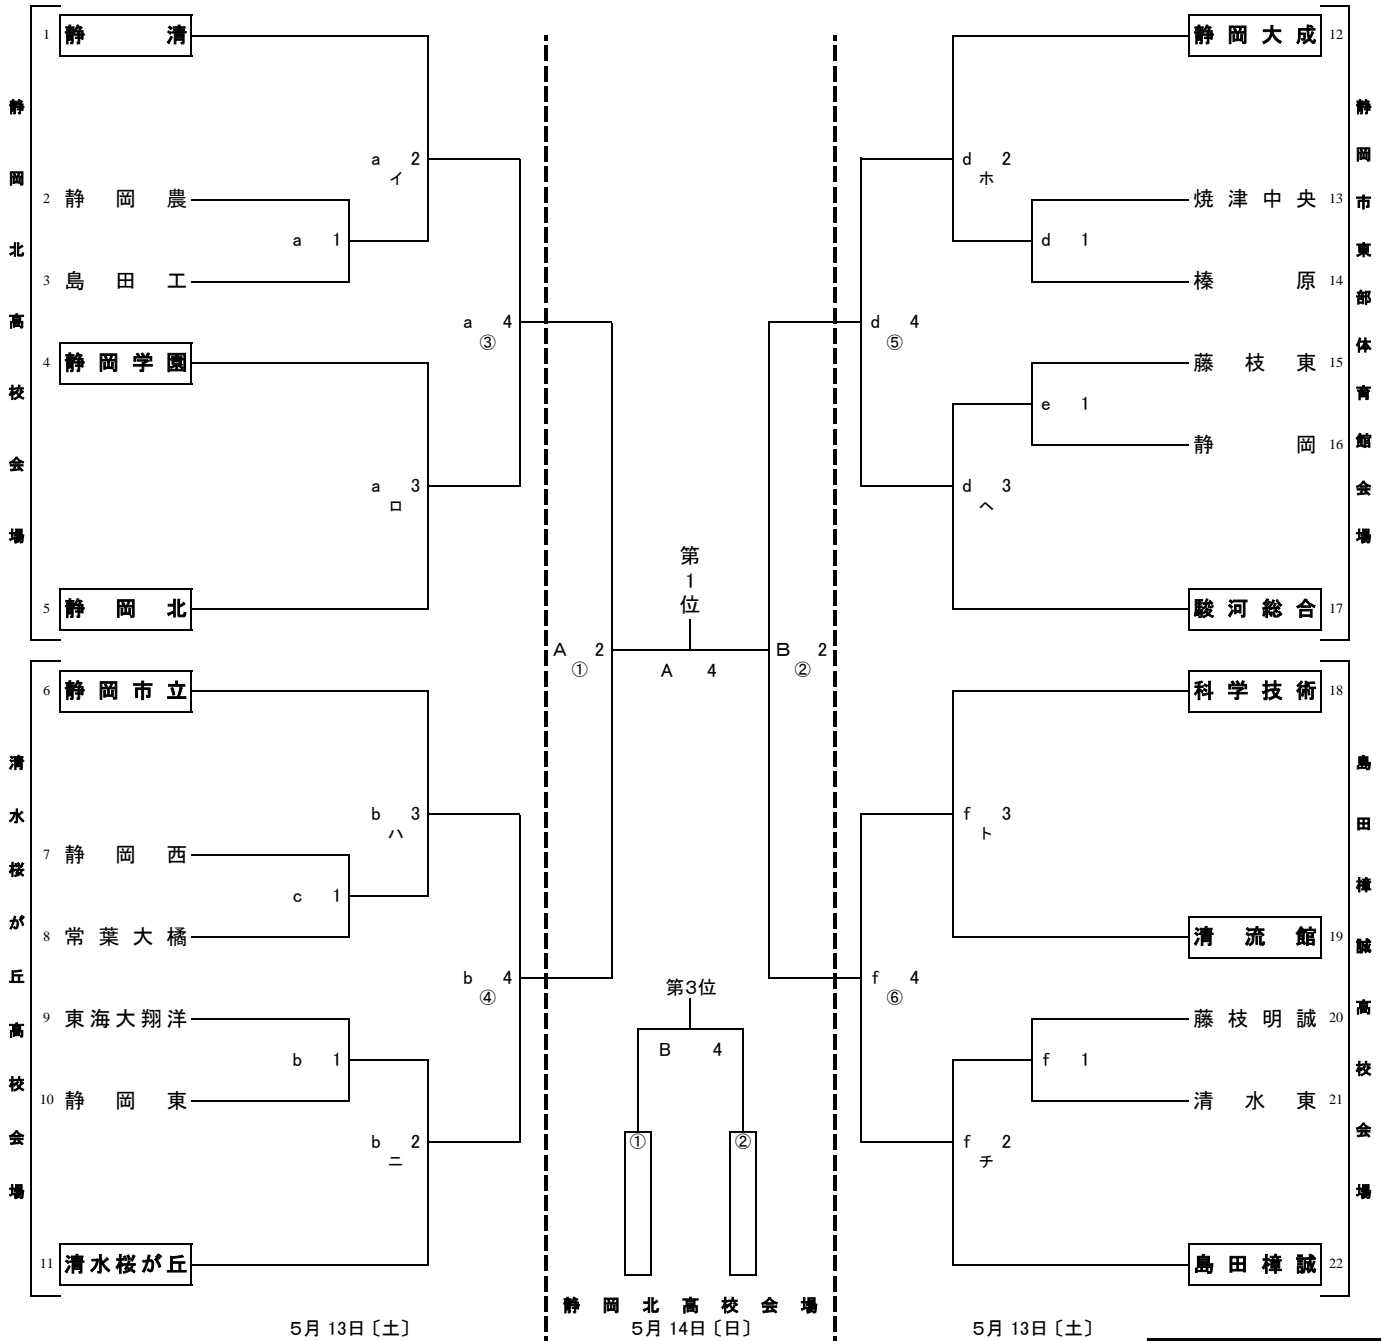 静岡北高校会場
1 静清
a 2
イ
2 静岡農
a 1
3 島田工
a 4
③
4 静岡学園
a 3
ロ
5 静岡北
清水桜が丘高校会場
6 静岡市立
b 3
ハ
7 静岡西
c 1
8 常葉大橘
b 4
④
9 東海大翔洋
b 1
10 静岡東
b 2
ニ
11 清水桜が丘
5月 13日〔土〕
第1位
A 2
①
A 4
B 2
②
第3位
B 4
①
②
静岡北高校会場
5月 14日〔日〕
静岡市東部体育館会場
静岡大成 12
d 2
ホ
焼津中央 13
d 1
榛原 14
d 4
⑤
藤枝東 15
e 1
静岡 16
d 3
ヘ
駿河総合 17
島田樟誠高校会場
科学技術 18
f 3
ト
清流館 19
f 4
⑥
藤枝明誠 20
f 1
清水東 21
f 2
チ
島田樟誠 22
5月 13日〔土〕